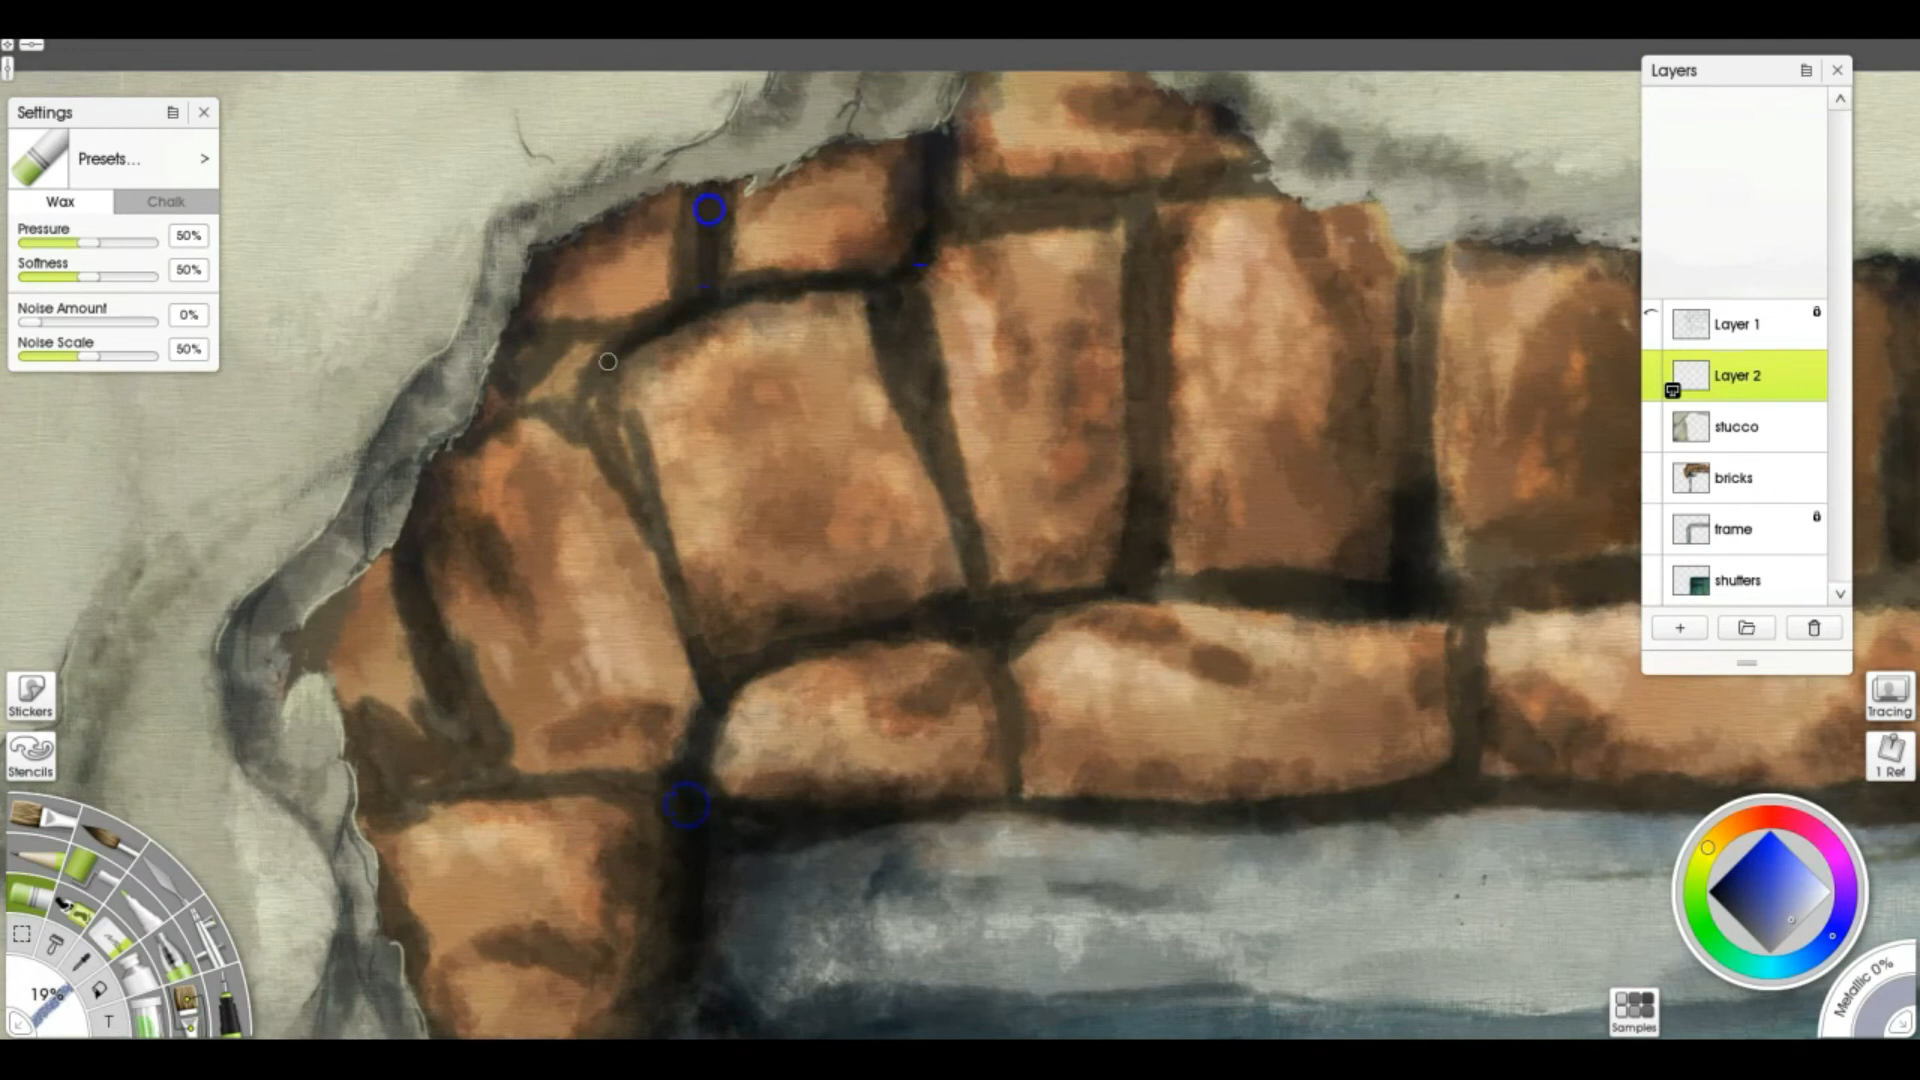 Settings
Presets...
Wax
Chalk
Pressure
50%
Softness
50%
Noise Amount
0%
Noise Scale
50%
Layers
Layer 1
Layer 2
stucco
bricks
frame
shutters
Stickers
Stencils
Tracing
1 Ref
19%
T
Samples
Metallic 0%